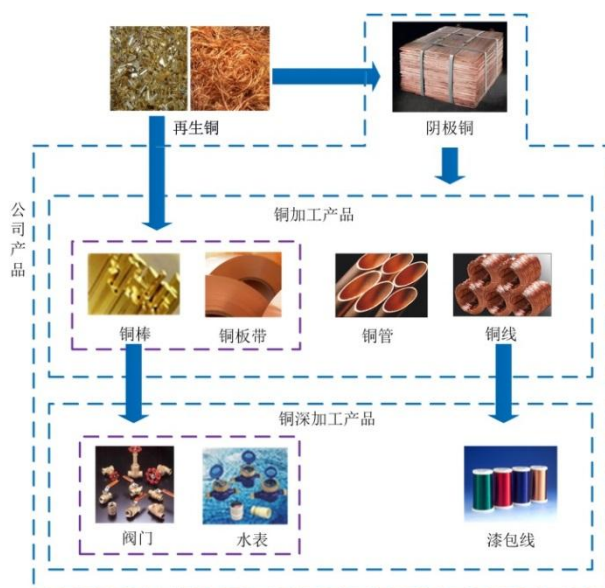 再生铜
阴极铜
公司产品
铜加工产品
铜棒
铜板带
铜管
铜线
铜深加工产品
阀门
水表
漆包线